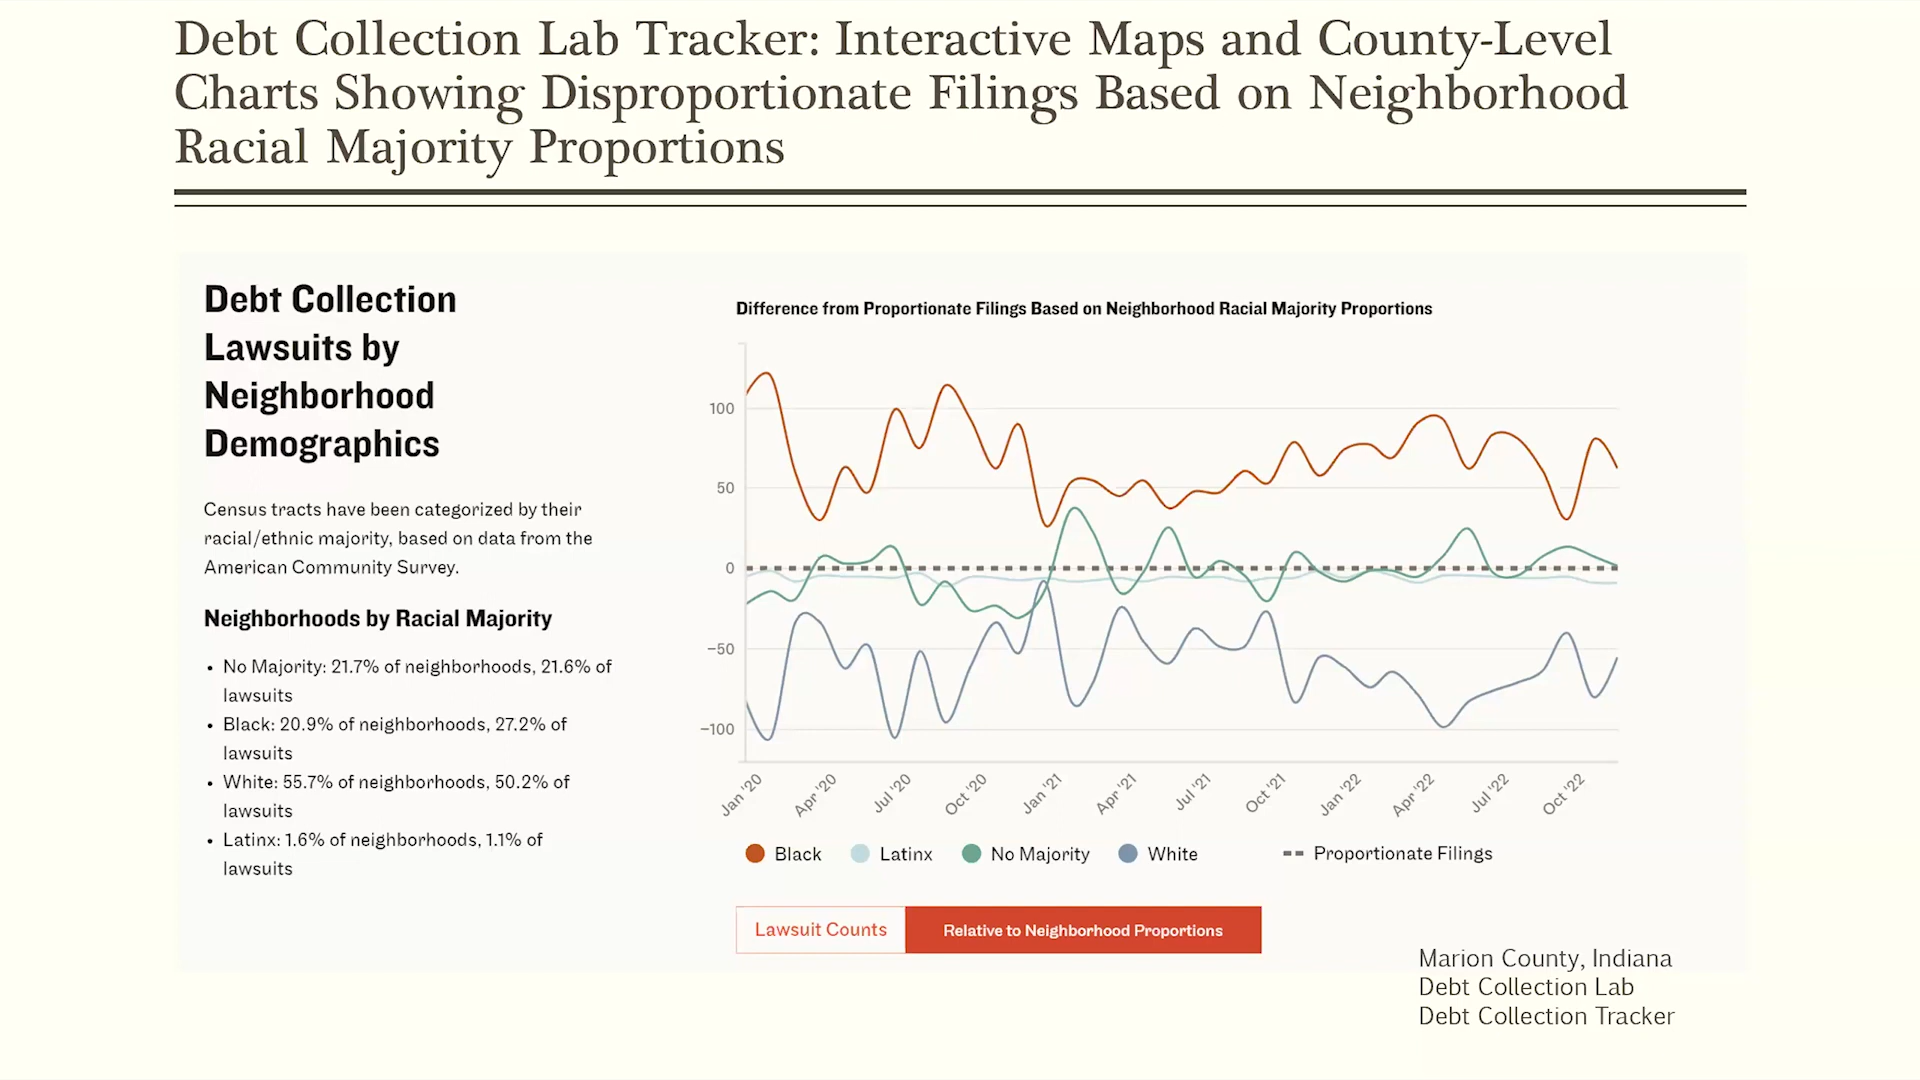 Debt Collection Lab Tracker: Interactive Maps and County-Level
Charts Showing Disproportionate Filings Based on Neighborhood
Racial Majority Proportions
Debt Collection
Lawsuits by
Neighborhood
Demographics
Census tracts have been categorized by their
racial/ethnic majority, based on data from the
American Community Survey.
Neighborhoods by Racial Majority
• No Majority: 21.7% of neighborhoods, 21.6% of
lawsuits
• Black: 20.9% of neighborhoods, 27.2% of
lawsuits
• White: 55.7% of neighborhoods, 50.2% of
lawsuits
• Latinx: 1.6% of neighborhoods, 1.1% of
lawsuits
Difference from Proportionate Filings Based on Neighborhood Racial Majority Proportions
100
50
0
−50
−100
Jan '20 Apr '20 Jul '20 Oct '20 Jan '21 Apr '21 Jul '21 Oct '21 Jan '22 Apr '22 Jul '22 Oct '22
Black Latinx No Majority White Proportionate Filings
Lawsuit Counts Relative to Neighborhood Proportions
Marion County, Indiana
Debt Collection Lab
Debt Collection Tracker